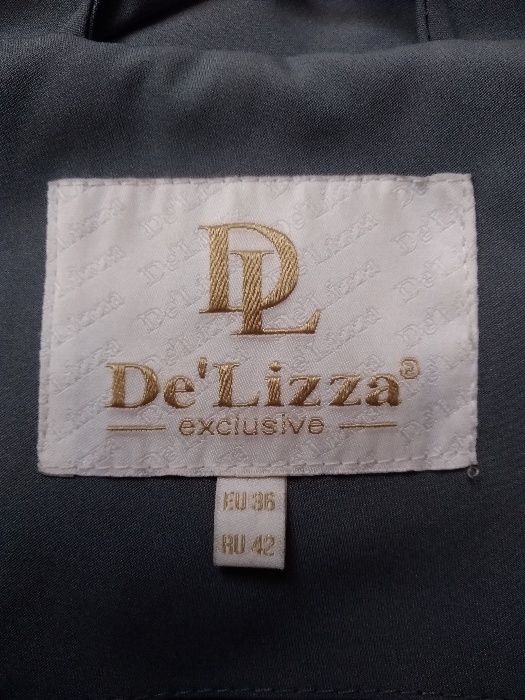 DL
De'Lizza®
exclusive
EU 36
RU 42